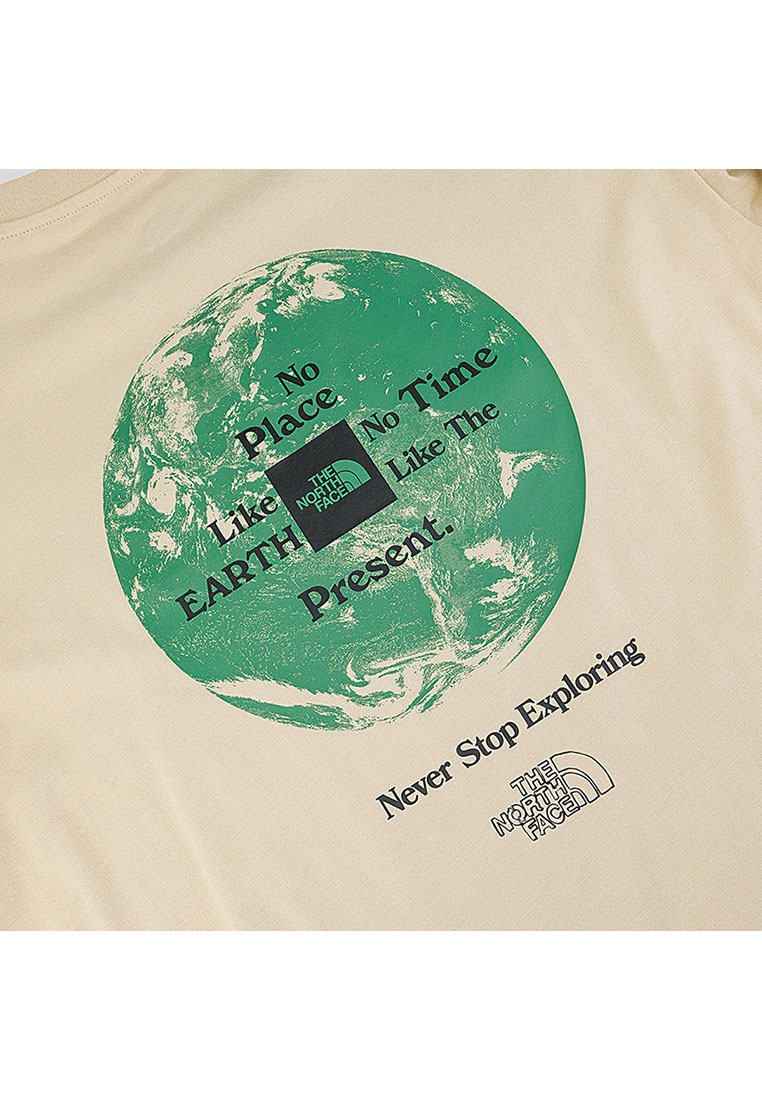 No
Place
Like
EARTH
No Time
Like The
Present.
THE
NORTH
FACE
Never Stop Exploring
THE
NORTH
FACE